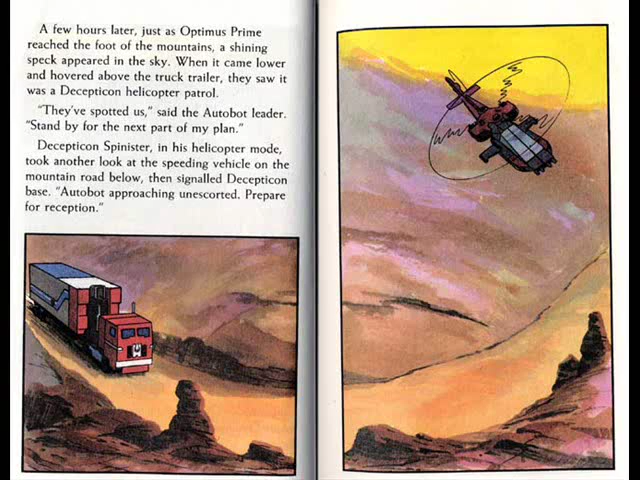 A few hours later, just as Optimus Prime
reached the foot of the mountains, a shining
speck appeared in the sky. When it came lower
and hovered above the truck trailer, they saw it
was a Decepticon helicopter patrol.
"They've spotted us," said the Autobot leader.
"Stand by for the next part of my plan."
Decepticon Spinister, in his helicopter mode,
took another look at the speeding vehicle on the
mountain road below, then signalled Decepticon
base. "Autobot approaching unescorted. Prepare
for reception."